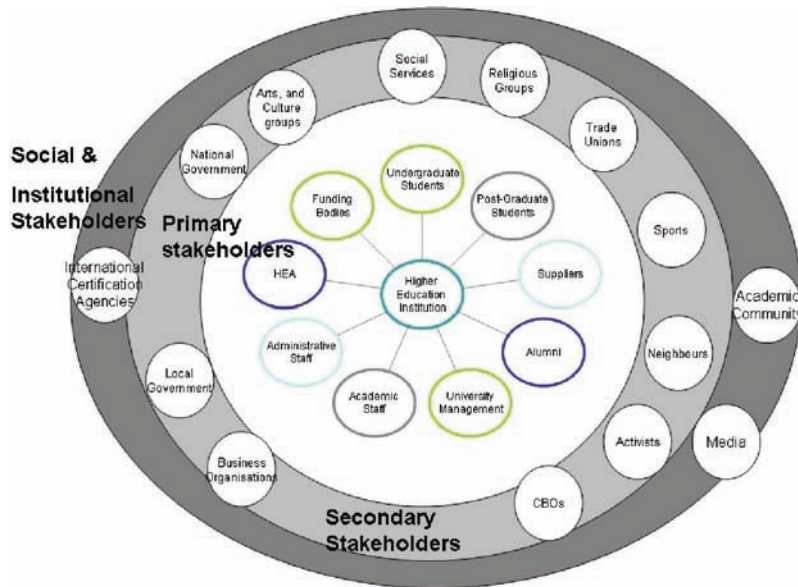 Social
Services
Religious
Groups
Arts, and
Culture
groups
Trade
Unions
National
Government
Social &
Institutional
Stakeholders
Primary
stakeholders
Undergraduate
Students
Funding
Bodies
Post-Graduate
Students
Sports
HEA
Higher
Education
Institution
Suppliers
International
Certification
Agencies
Academic
Community
Administrative
Staff
Alumni
Neighbours
Local
Government
Academic
Staff
University
Management
Activists
Media
Business
Organisations
CBOs
Secondary
Stakeholders